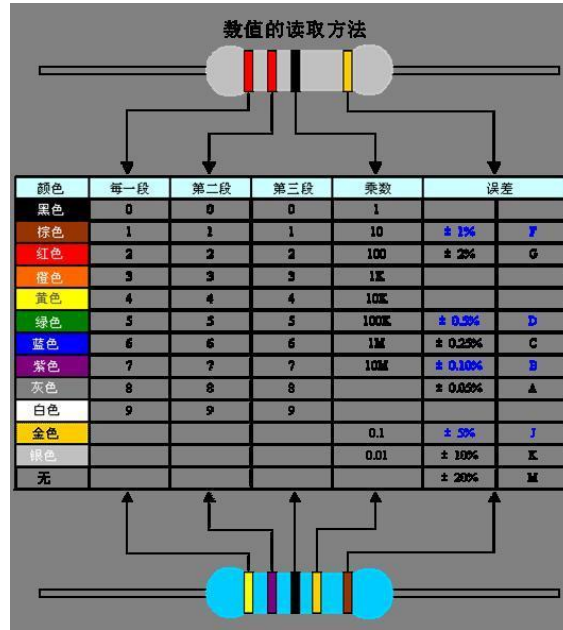 数值的读取方法
颜色 每一段 第二段 第三段 乘数 误差
黑色 0 0 0 1
棕色 1 1 1 10 ± 1% F
红色 2 2 2 100 ± 2% G
橙色 3 3 3 1K
黄色 4 4 4 10K
绿色 5 5 5 100K ± 0.5% D
蓝色 6 6 6 1M ± 0.25% C
紫色 7 7 7 10M ± 0.10% B
灰色 8 8 8 ± 0.05% A
白色 9 9 9
金色 0.1 ± 5% J
银色 0.01 ± 10% K
无 ± 20% M